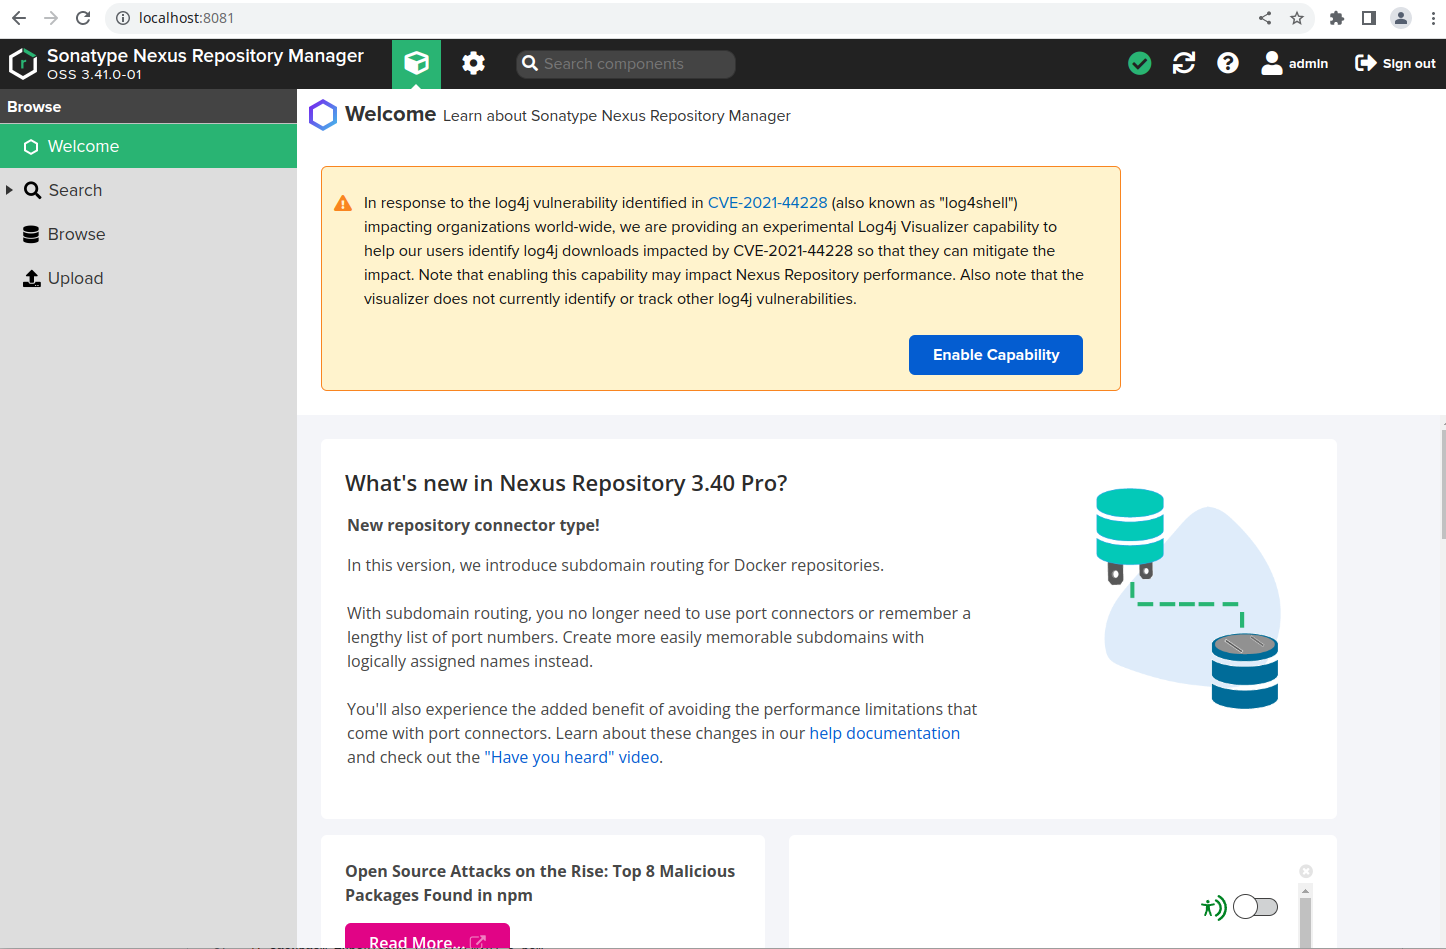 localhost:8081
Sonatype Nexus Repository Manager
OSS 3.41.0-01
Search components
admin
Sign out
Browse
Welcome
Search
Browse
Upload
Welcome Learn about Sonatype Nexus Repository Manager
In response to the log4j vulnerability identified in CVE-2021-44228 (also known as "log4shell")
impacting organizations world-wide, we are providing an experimental Log4j Visualizer capability to
help our users identify log4j downloads impacted by CVE-2021-44228 so that they can mitigate the
impact. Note that enabling this capability may impact Nexus Repository performance. Also note that the
visualizer does not currently identify or track other log4j vulnerabilities.
Enable Capability
What's new in Nexus Repository 3.40 Pro?
New repository connector type!
In this version, we introduce subdomain routing for Docker repositories.
With subdomain routing, you no longer need to use port connectors or remember a
lengthy list of port numbers. Create more easily memorable subdomains with
logically assigned names instead.
You'll also experience the added benefit of avoiding the performance limitations that
come with port connectors. Learn about these changes in our help documentation
and check out the "Have you heard" video.
Open Source Attacks on the Rise: Top 8 Malicious
Packages Found in npm
Read More...